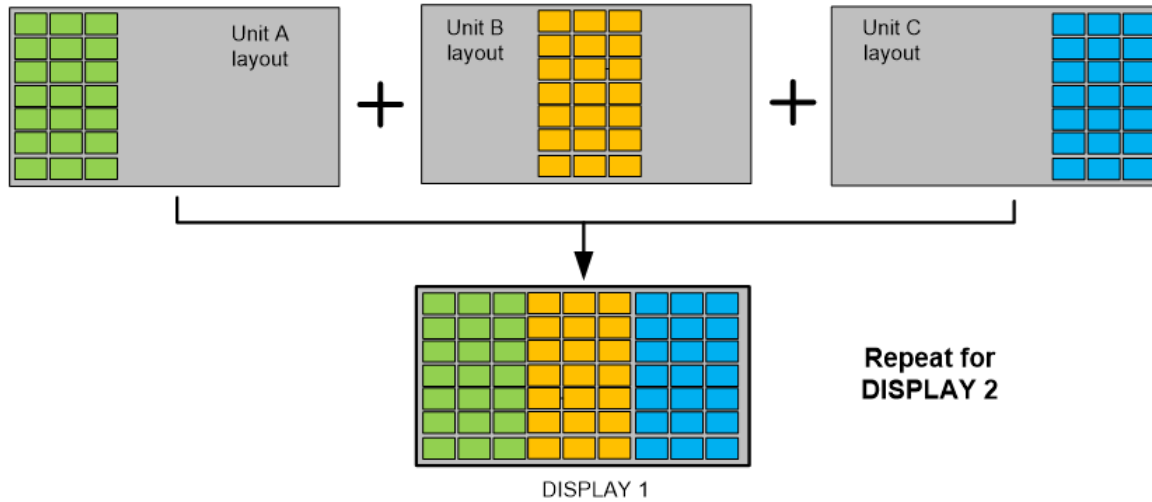 Unit A
layout
Unit B
layout
Unit C
layout
Repeat for
DISPLAY 2
DISPLAY 1